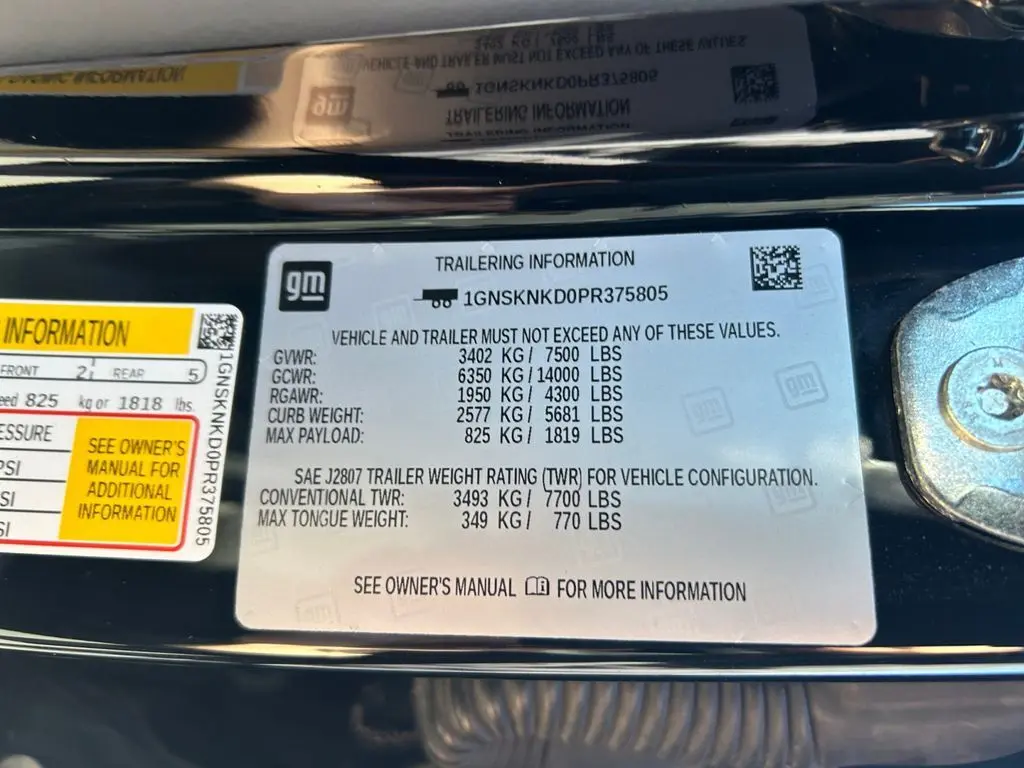 gm
TRAILERING INFORMATION
1GNSKNKD0PR375805
VEHICLE AND TRAILER MUST NOT EXCEED ANY OF THESE VALUES.
GVWR: 3402 KG / 7500 LBS
GCWR: 6350 KG / 14000 LBS
RGAWR: 1950 KG / 4300 LBS
CURB WEIGHT: 2577 KG / 5681 LBS
MAX PAYLOAD: 825 KG / 1819 LBS
SAE J2807 TRAILER WEIGHT RATING (TWR) FOR VEHICLE CONFIGURATION.
CONVENTIONAL TWR: 3493 KG / 7700 LBS
MAX TONGUE WEIGHT: 349 KG / 770 LBS
SEE OWNER'S MANUAL FOR MORE INFORMATION
INFORMATION
FRONT 2 REAR 5
825 kg or 1818 lbs.
PSI
SEE OWNER'S
MANUAL FOR
ADDITIONAL
INFORMATION
1GNSKNKD0PR375805